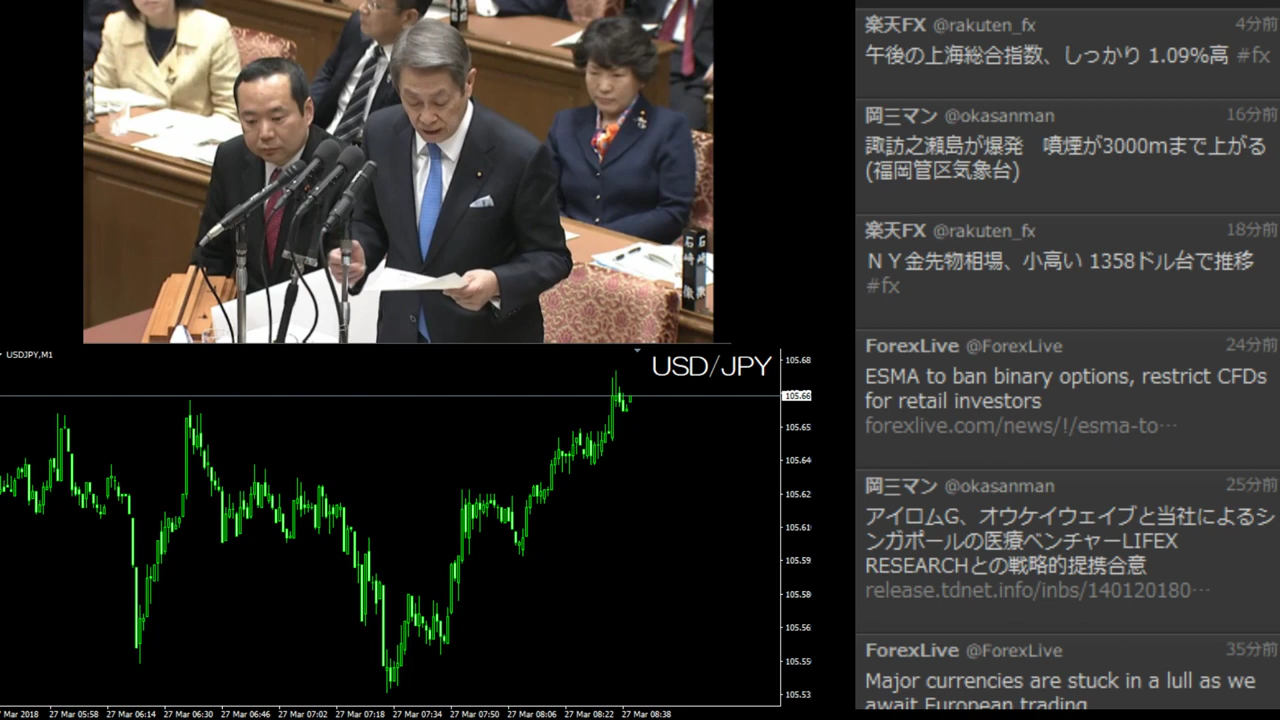 楽天FX @rakuten_fx 4分前
午後の上海総合指数、しっかり 1.09%高 #fx
岡三マン @okasanman 16分前
諏訪之瀬島が爆発 噴煙が3000mまで上がる
(福岡管区気象台)
楽天FX @rakuten_fx 18分前
ＮＹ金先物相場、小高い 1358ドル台で推移
#fx
ForexLive @ForexLive 24分前
ESMA to ban binary options, restrict CFDs
for retail investors
forexlive.com/news/!/esma-to…
岡三マン @okasanman 25分前
アイロムG、オウケイウェイブと当社によるシ
ンガポールの医療ベンチャーLIFEX
RESEARCHとの戦略的提携合意
release.tdnet.info/inbs/140120180…
ForexLive @ForexLive 35分前
Major currencies are stuck in a lull as we
await European trading
USDJPY,M1
USD/JPY
105.68
105.66
105.65
105.64
105.62
105.61
105.59
105.58
105.56
105.55
105.53
Mar 2018 27 Mar 05:58 27 Mar 06:14 27 Mar 06:30 27 Mar 06:46 27 Mar 07:02 27 Mar 07:18 27 Mar 07:34 27 Mar 07:50 27 Mar 08:06 27 Mar 08:22 27 Mar 08:38